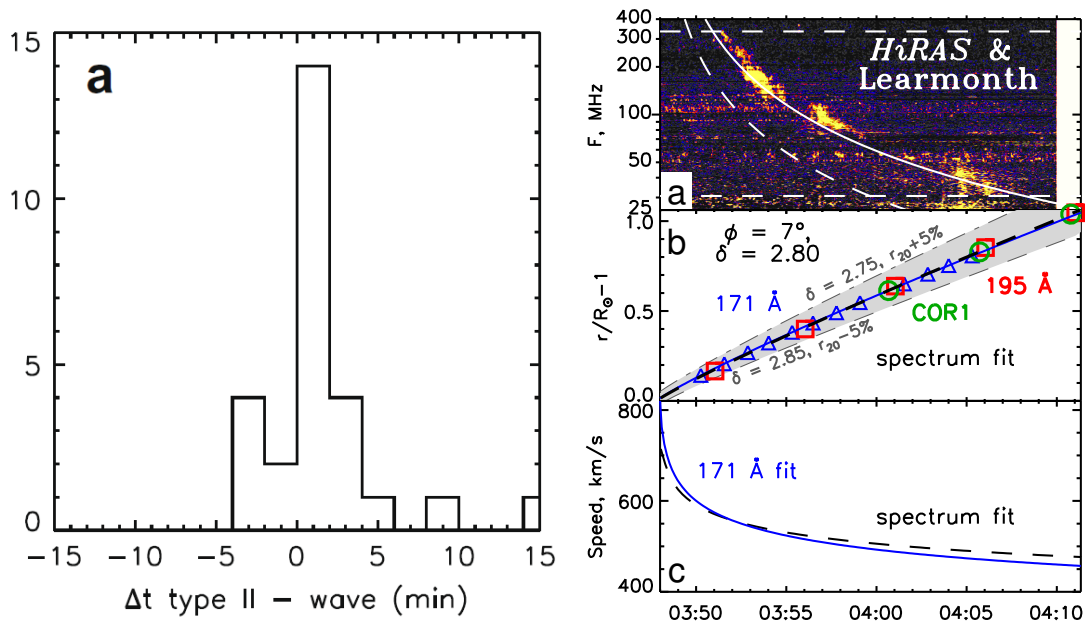 a
15
10
5
0
−15
−10
−5
0
5
10
15
Δt type II − wave (min)
400
300
200
100
50
25
F, MHz
HiRAS &
Learmonth
a
1.0
0.5
0.0
r/R⊙−1
b
ϕ = 7°,
δ = 2.80
δ = 2.75, r₂₀+5%
171 Å
195 Å
COR1
δ = 2.85, r₂₀−5%
spectrum fit
800
600
400
Speed, km/s
171 Å fit
spectrum fit
c
03:50
03:55
04:00
04:05
04:10